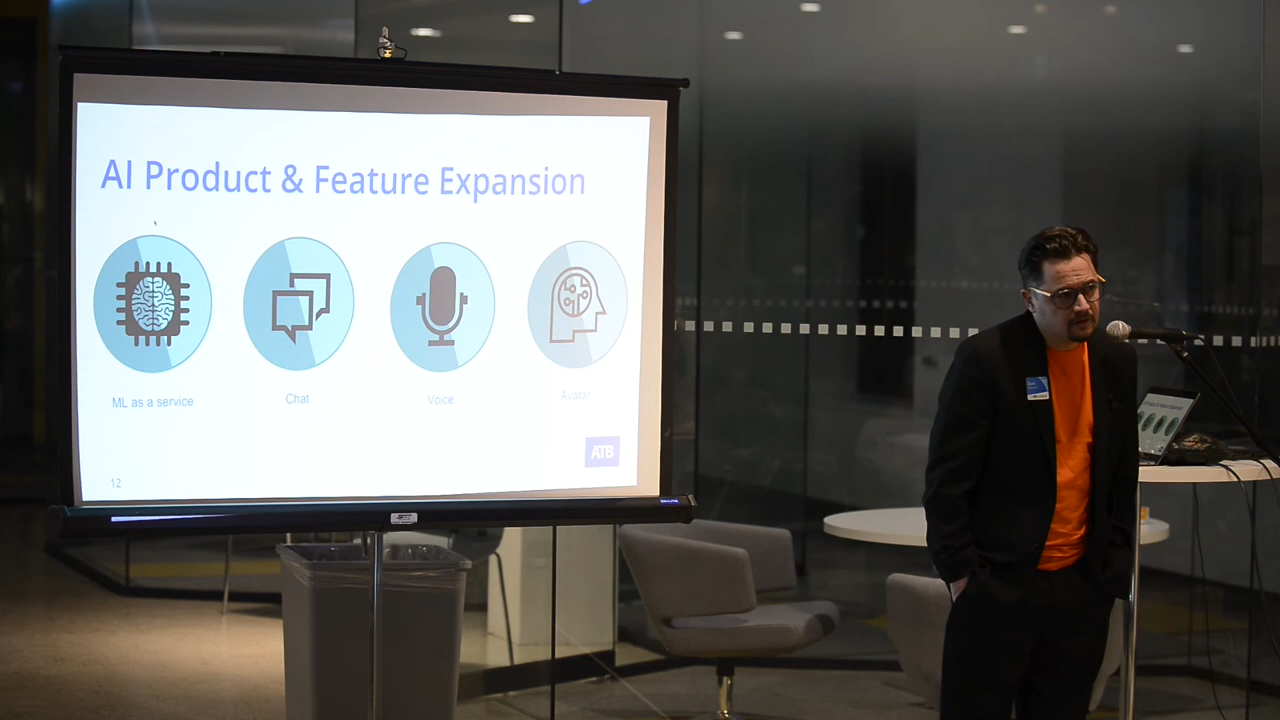 AI Product & Feature Expansion
ML as a service
Chat
Voice
Avatar
ATB
12